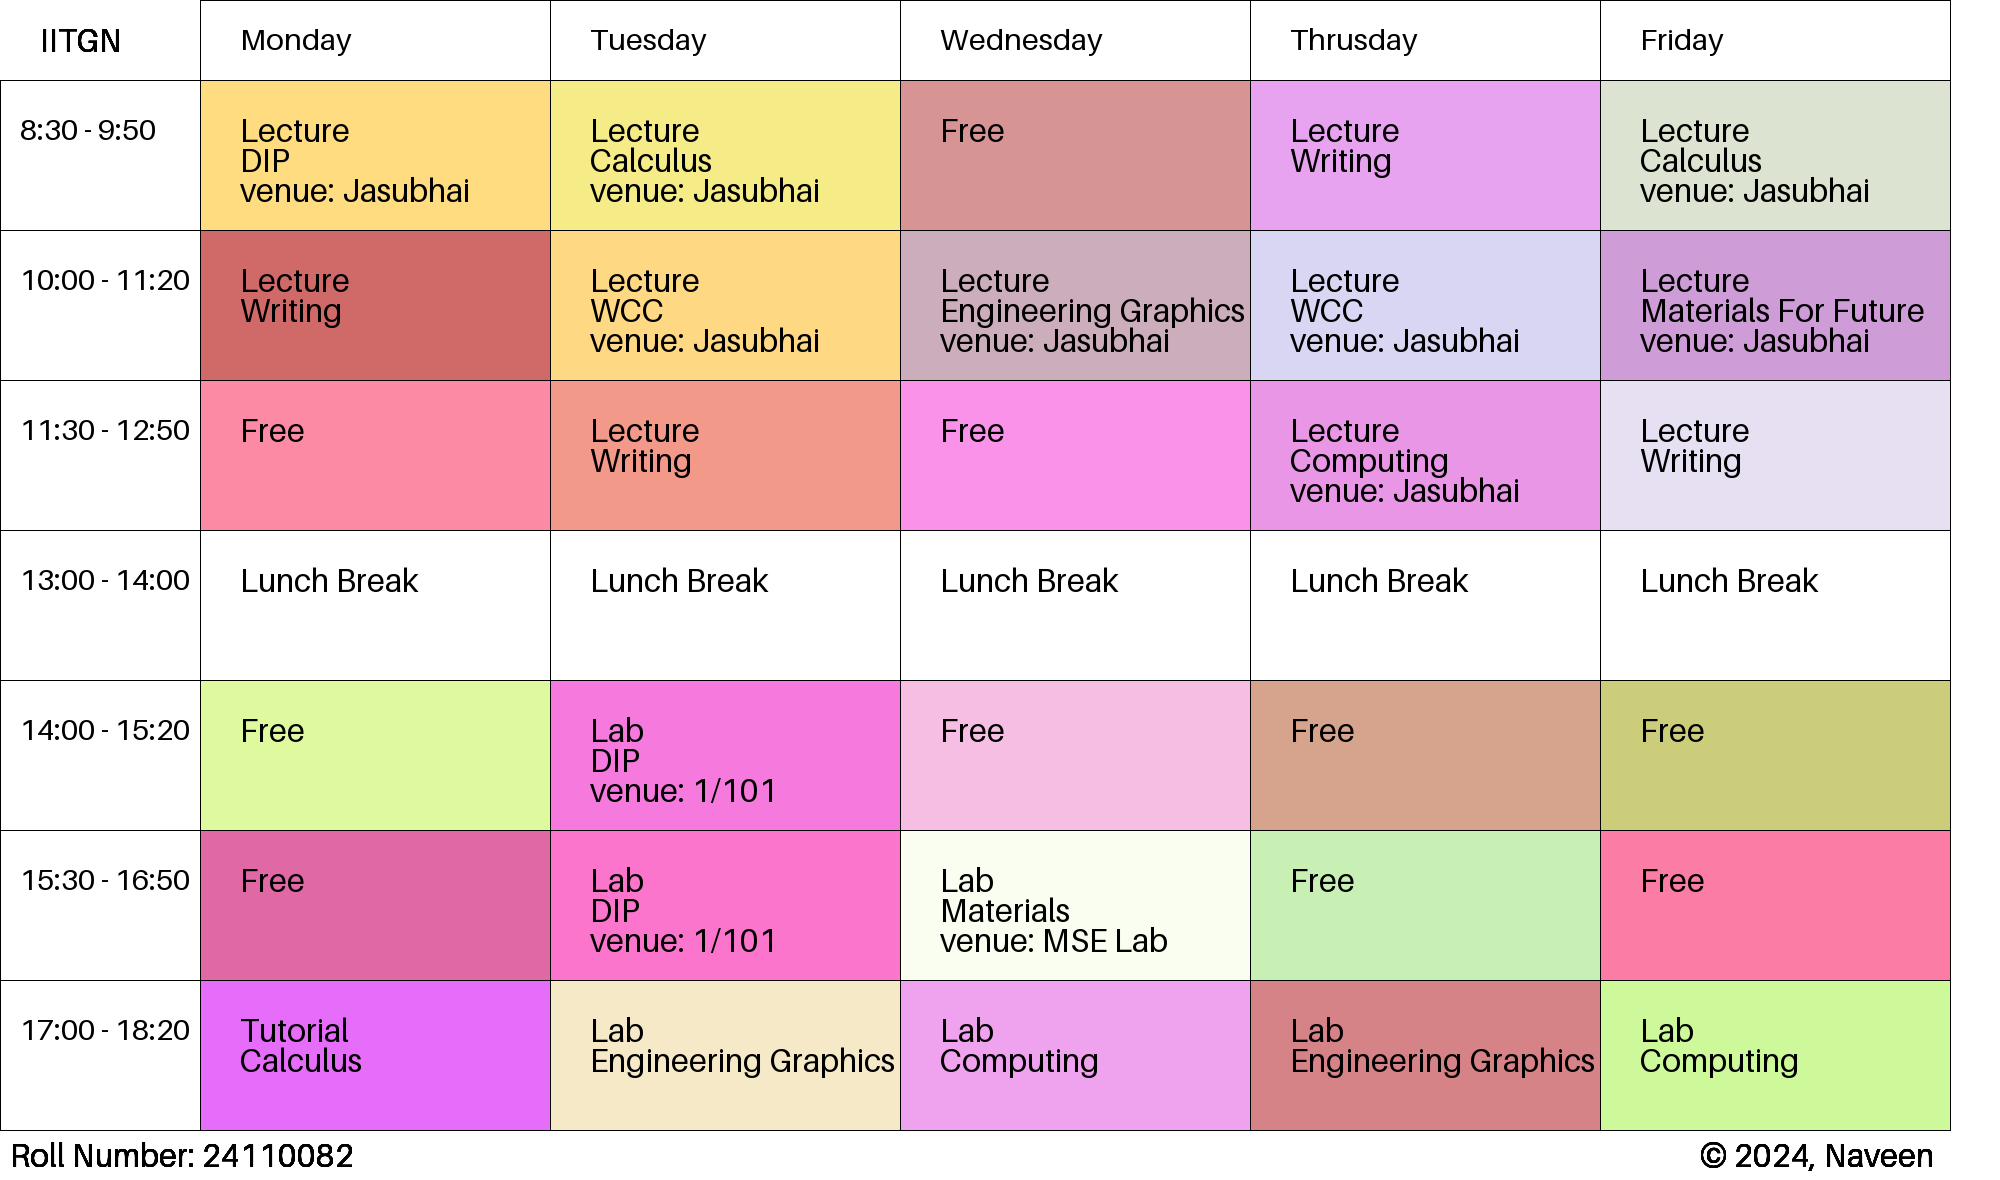 IITGN
Monday
Tuesday
Wednesday
Thrusday
Friday
8:30 - 9:50
Lecture
DIP
venue: Jasubhai
Lecture
Calculus
venue: Jasubhai
Free
Lecture
Writing
Lecture
Calculus
venue: Jasubhai
10:00 - 11:20
Lecture
Writing
Lecture
WCC
venue: Jasubhai
Lecture
Engineering Graphics
venue: Jasubhai
Lecture
WCC
venue: Jasubhai
Lecture
Materials For Future
venue: Jasubhai
11:30 - 12:50
Free
Lecture
Writing
Free
Lecture
Computing
venue: Jasubhai
Lecture
Writing
13:00 - 14:00
Lunch Break
Lunch Break
Lunch Break
Lunch Break
Lunch Break
14:00 - 15:20
Free
Lab
DIP
venue: 1/101
Free
Free
Free
15:30 - 16:50
Free
Lab
DIP
venue: 1/101
Lab
Materials
venue: MSE Lab
Free
Free
17:00 - 18:20
Tutorial
Calculus
Lab
Engineering Graphics
Lab
Computing
Lab
Engineering Graphics
Lab
Computing
Roll Number: 24110082
© 2024, Naveen